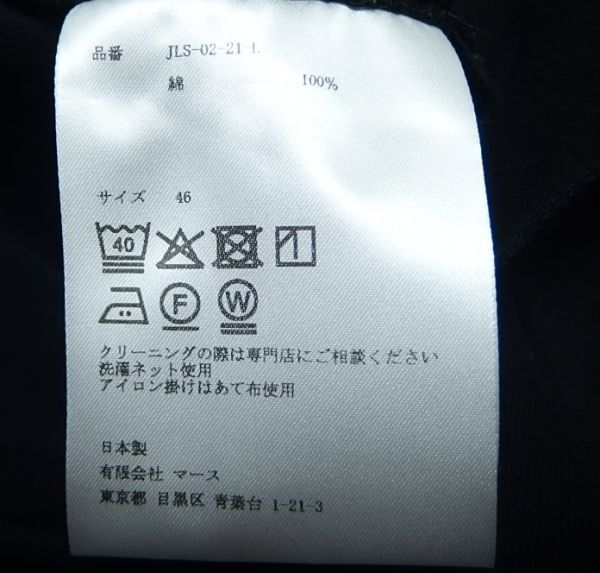 品番 JLS-02-21-L
綿 100%
サイズ 46
40
F W
クリーニングの際は専門店にご相談ください
洗濯ネット使用
アイロン掛けはあて布使用
日本製
有限会社 マース
東京都 目黒区 青葉台 1-21-3